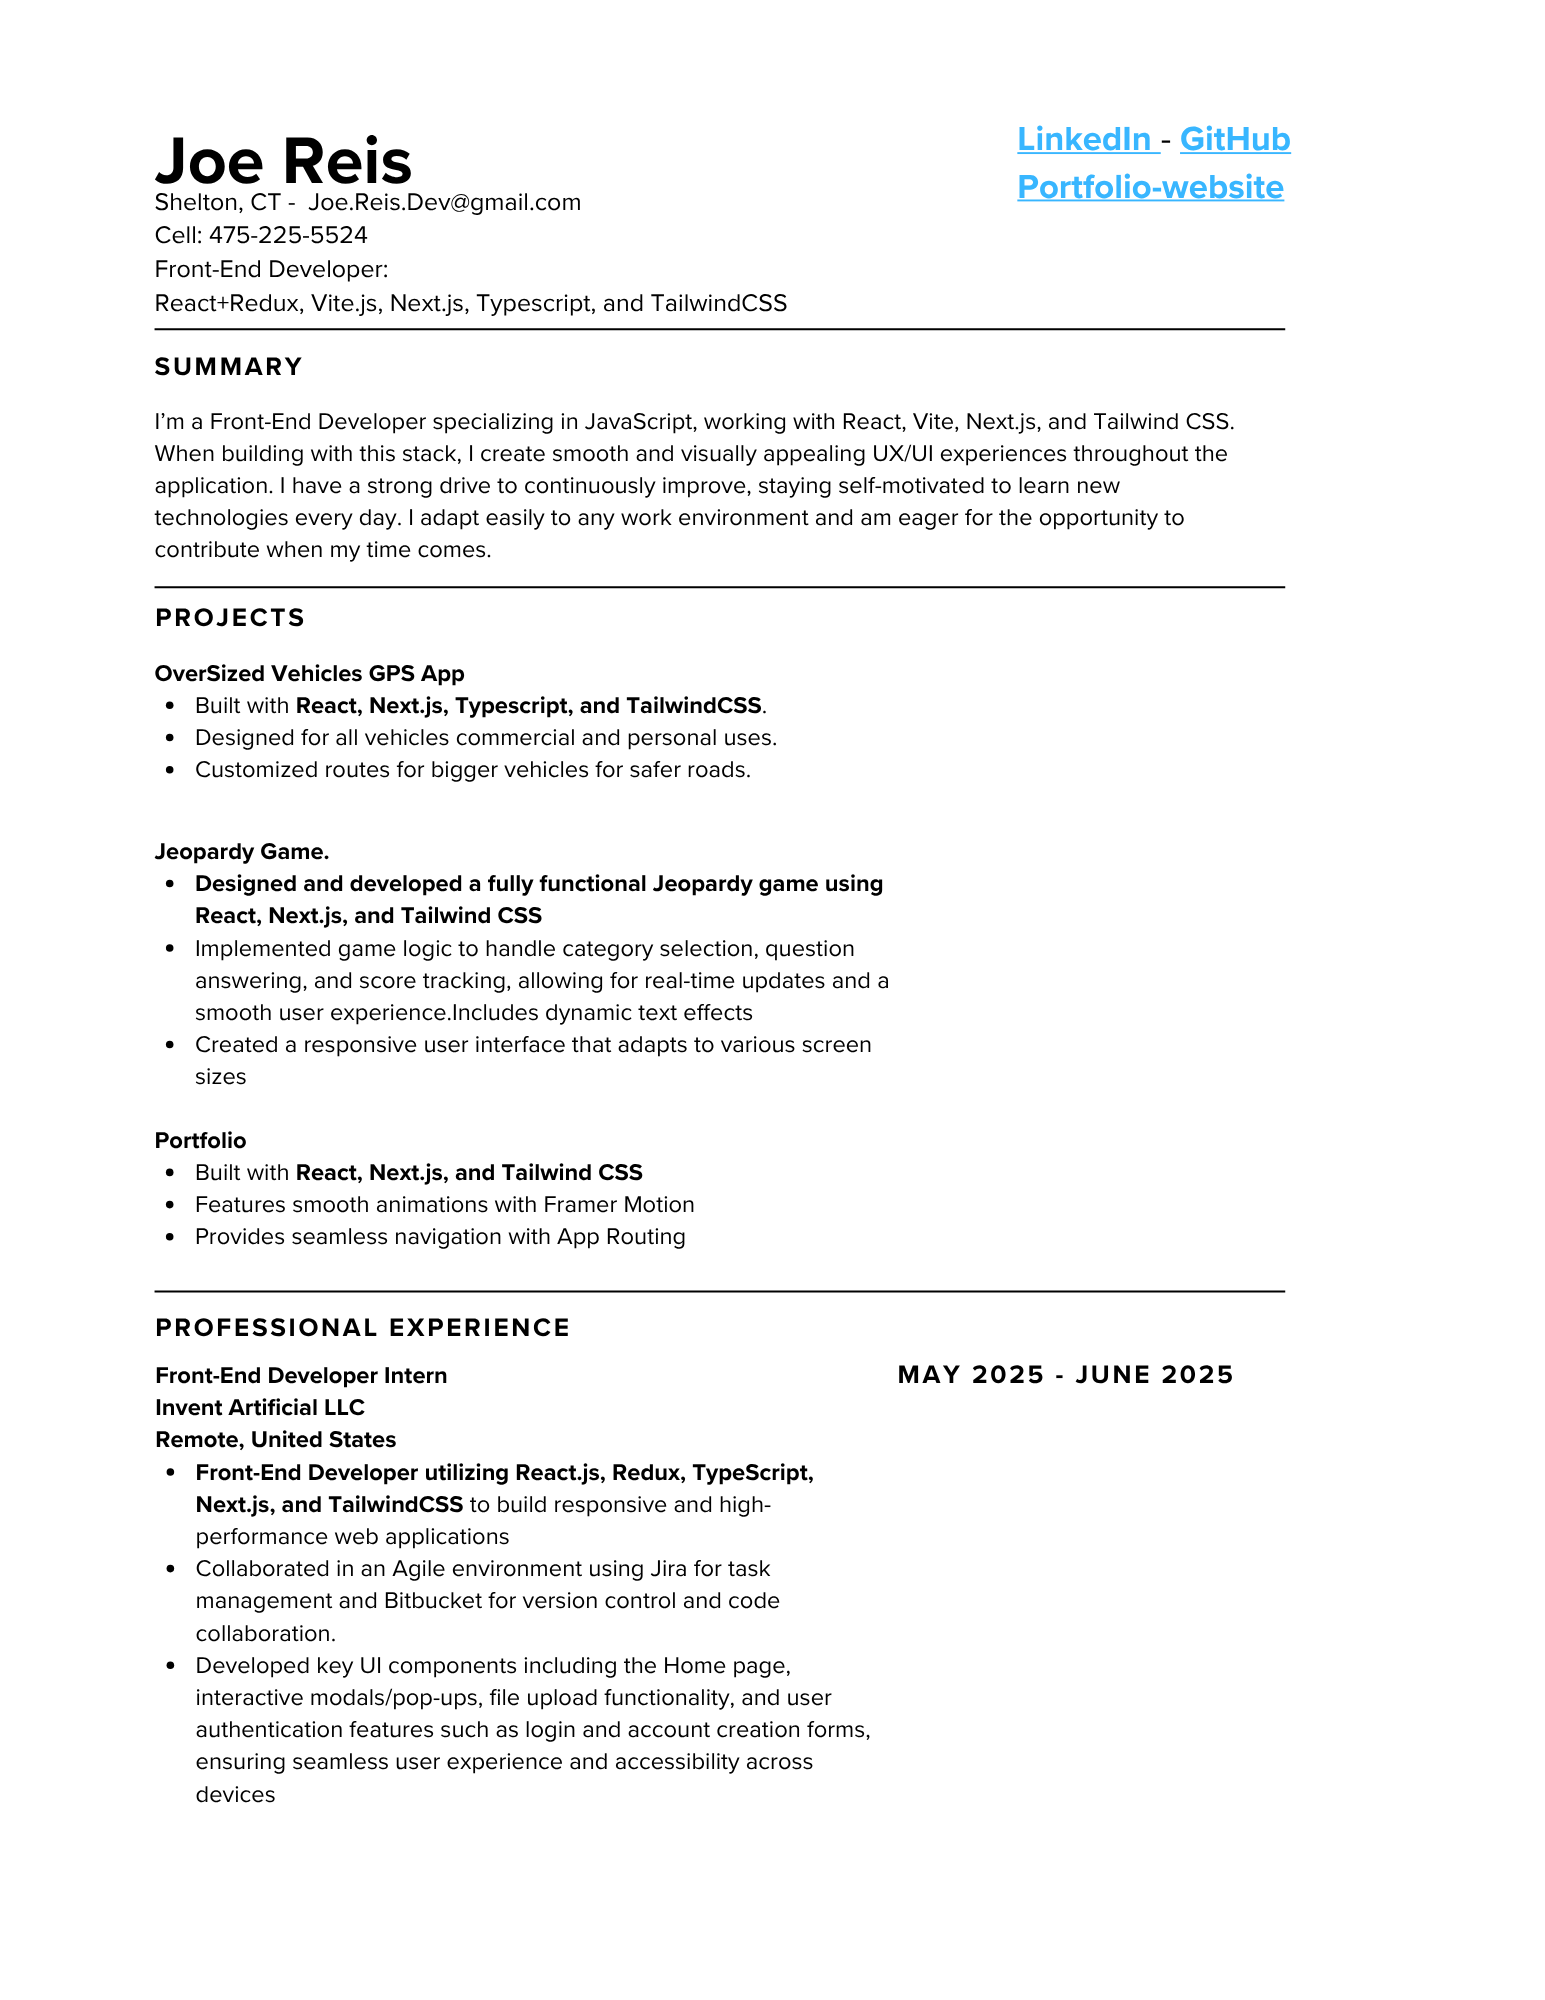 Joe Reis
LinkedIn - GitHub
Portfolio-website
Shelton, CT - Joe.Reis.Dev@gmail.com
Cell: 475-225-5524
Front-End Developer:
React+Redux, Vite.js, Next.js, Typescript, and TailwindCSS
SUMMARY
I’m a Front-End Developer specializing in JavaScript, working with React, Vite, Next.js, and Tailwind CSS.
When building with this stack, I create smooth and visually appealing UX/UI experiences throughout the
application. I have a strong drive to continuously improve, staying self-motivated to learn new
technologies every day. I adapt easily to any work environment and am eager for the opportunity to
contribute when my time comes.
PROJECTS
OverSized Vehicles GPS App
• Built with React, Next.js, Typescript, and TailwindCSS.
• Designed for all vehicles commercial and personal uses.
• Customized routes for bigger vehicles for safer roads.
Jeopardy Game.
• Designed and developed a fully functional Jeopardy game using
React, Next.js, and Tailwind CSS
• Implemented game logic to handle category selection, question
answering, and score tracking, allowing for real-time updates and a
smooth user experience.Includes dynamic text effects
• Created a responsive user interface that adapts to various screen
sizes
Portfolio
• Built with React, Next.js, and Tailwind CSS
• Features smooth animations with Framer Motion
• Provides seamless navigation with App Routing
PROFESSIONAL EXPERIENCE
Front-End Developer Intern MAY 2025 - JUNE 2025
Invent Artificial LLC
Remote, United States
• Front-End Developer utilizing React.js, Redux, TypeScript,
Next.js, and TailwindCSS to build responsive and high-
performance web applications
• Collaborated in an Agile environment using Jira for task
management and Bitbucket for version control and code
collaboration.
• Developed key UI components including the Home page,
interactive modals/pop-ups, file upload functionality, and user
authentication features such as login and account creation forms,
ensuring seamless user experience and accessibility across
devices